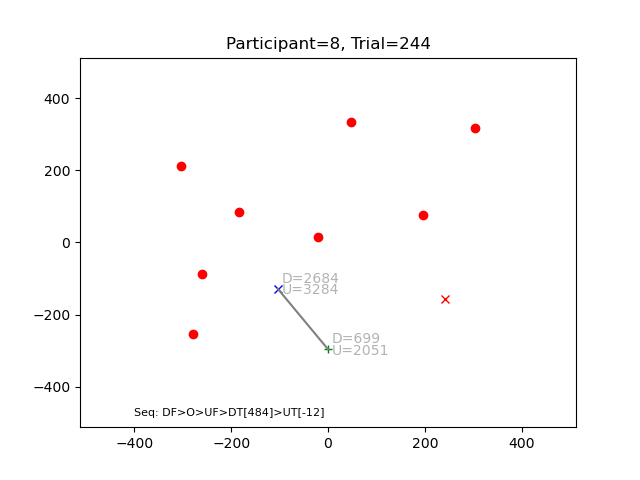 Participant=8, Trial=244
400
200
0
−200
−400
D=2684
U=3284
D=699
U=2051
Seq: DF>O>UF>DT[484]>UT[-12]
−400
−200
0
200
400